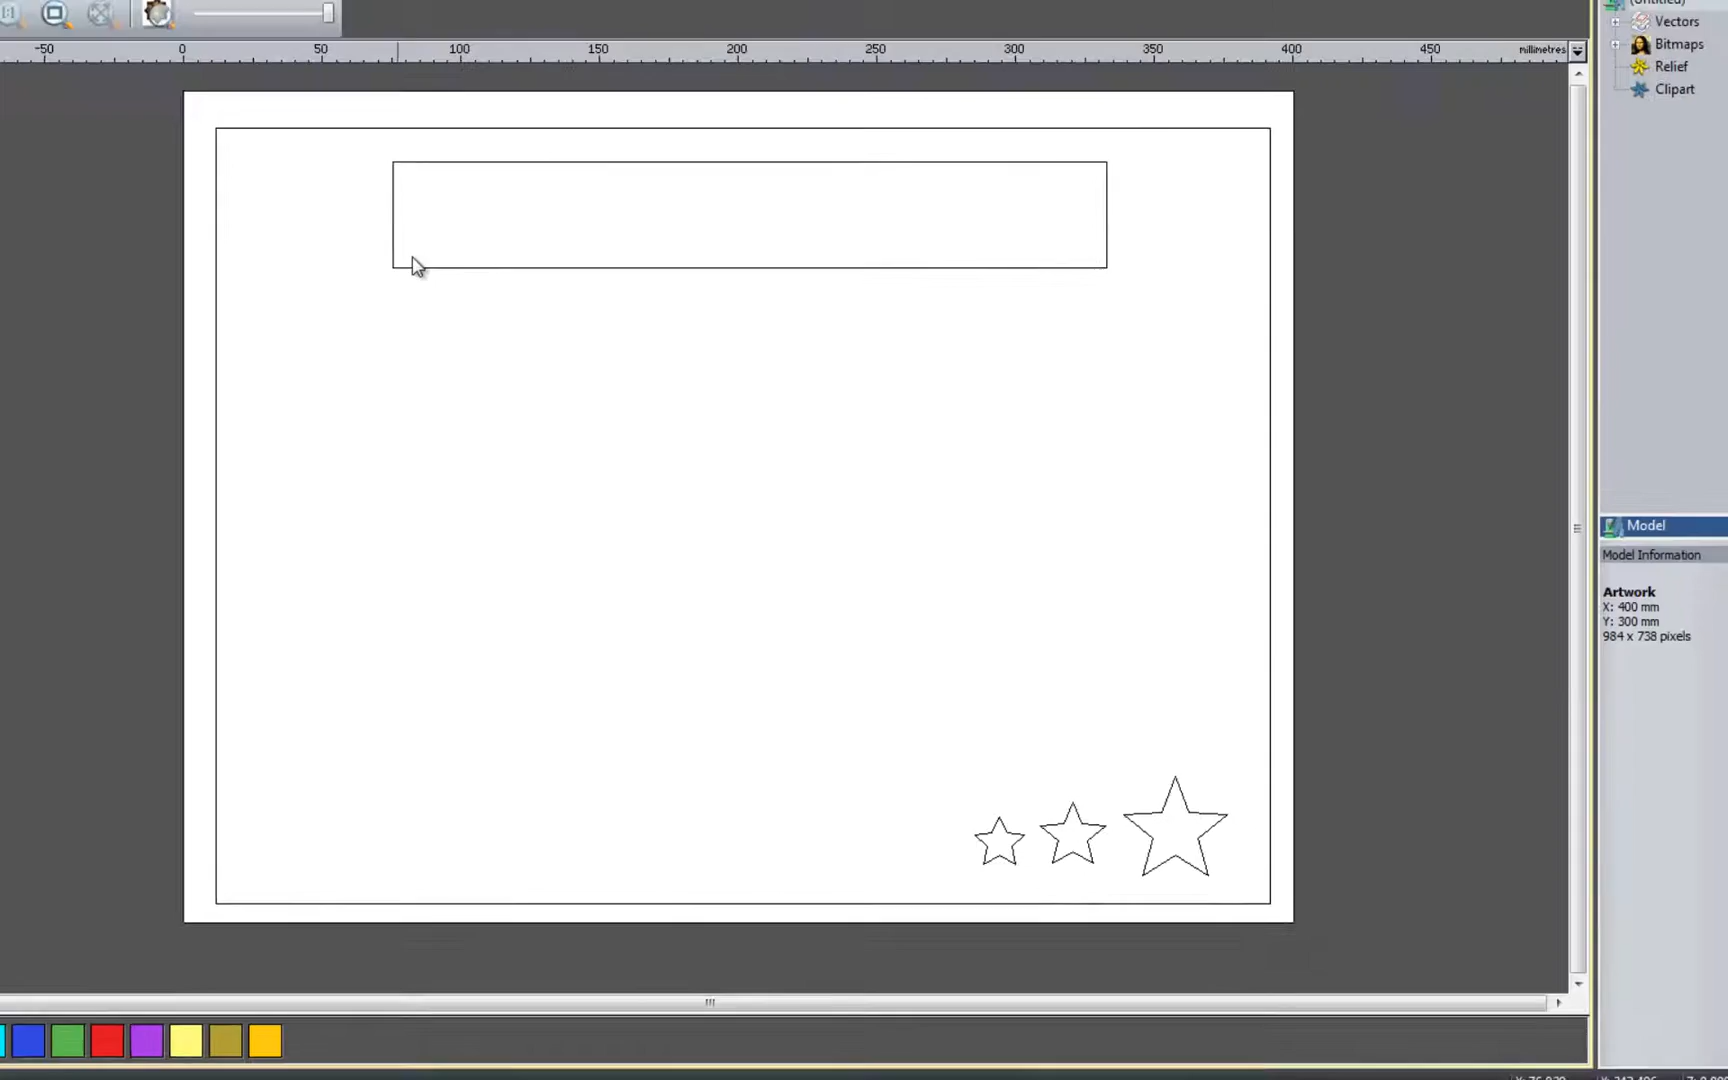 (Untitled)
Vectors
-50 0 50 100 150 200 250 300 350 400 450 millimetres
Bitmaps
Relief
Clipart
Model
Model Information
Artwork
X: 400 mm
Y: 300 mm
984 x 738 pixels